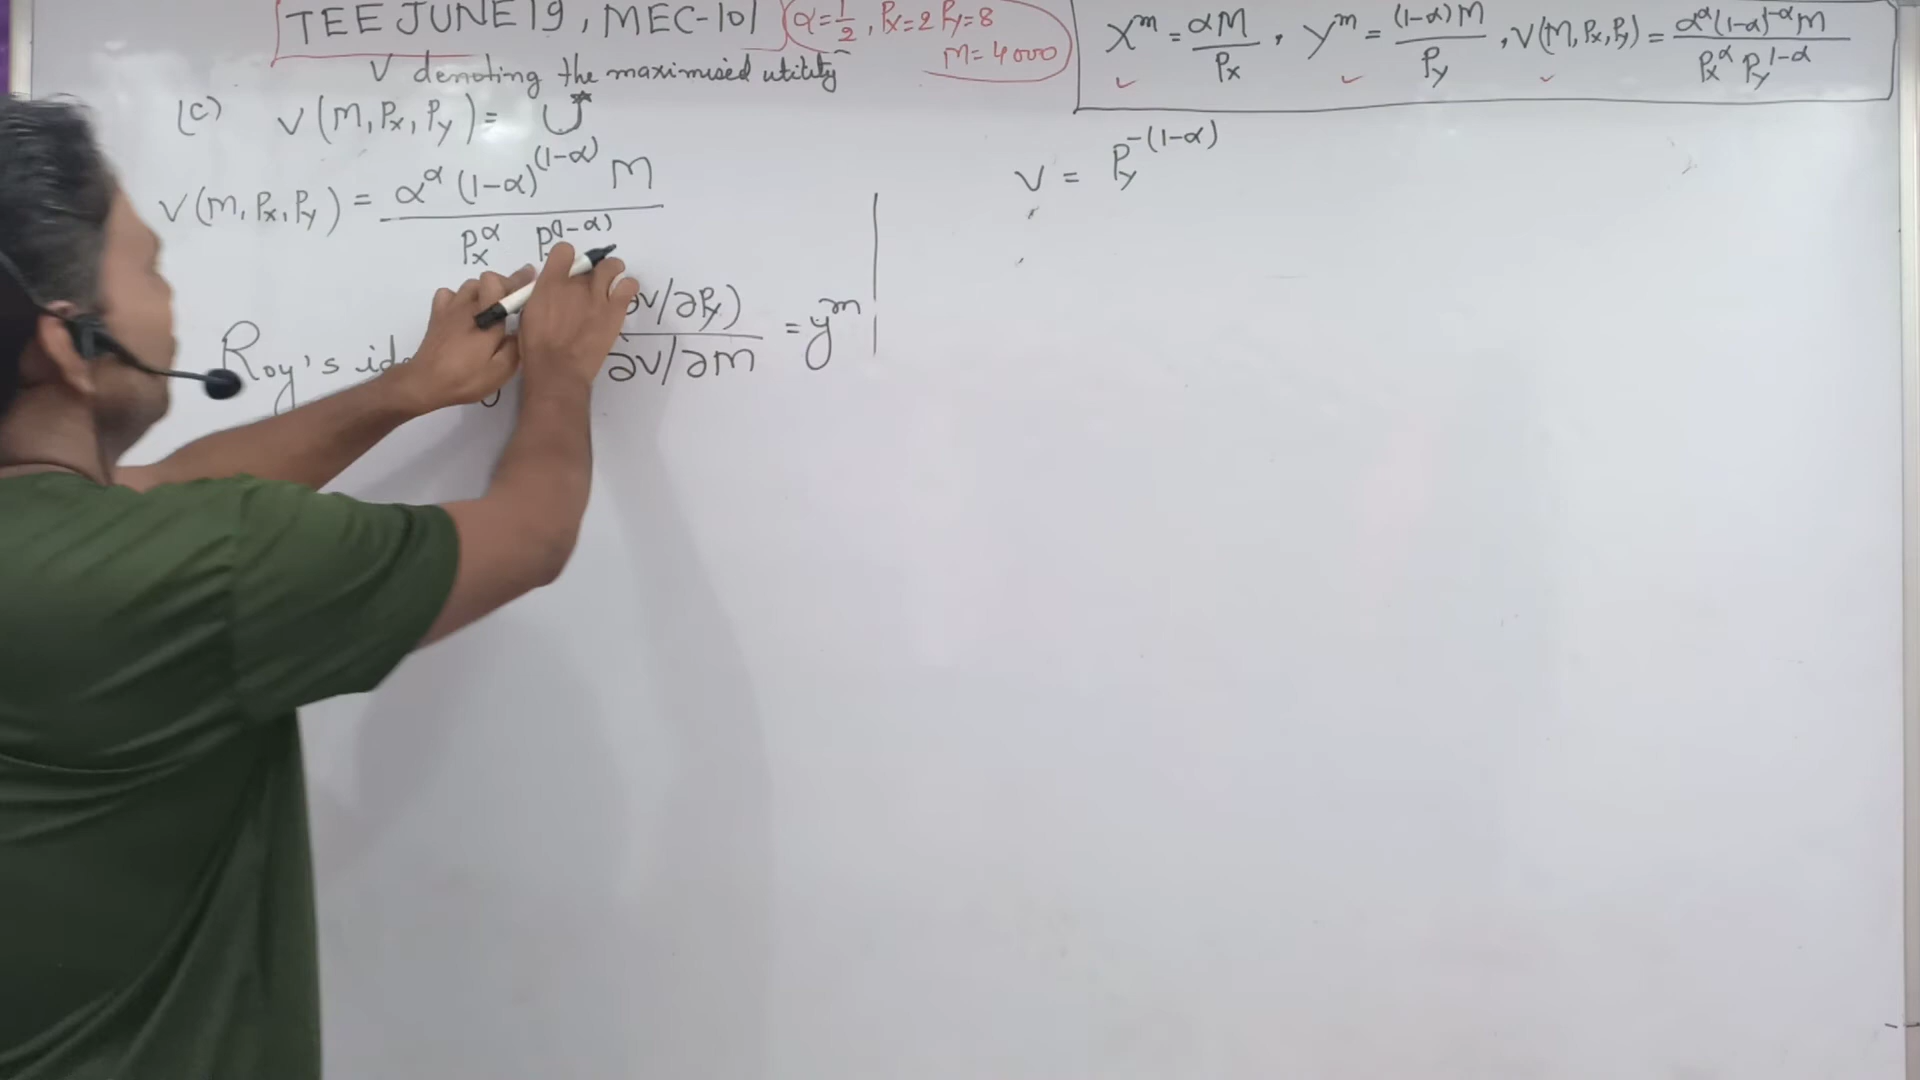 TEE JUNE 19, MEC-101
α=1/2, Px=2 Py=8
M=4000
X^m = αM/Px, Y^m = (1-α)M/Py, V(M,Px,Py) = α^α(1-α)^1-α M / Px^α Py^1-α
V denoting the maximised utility
(c) V(M,Px,Py) = U*
V(M,Px,Py) = α^α (1-α)^(1-α) M / Px^α P^(1-α)
V = Py^-(1-α)
Roy's ∂V/∂Py) / ∂V/∂M = y^m